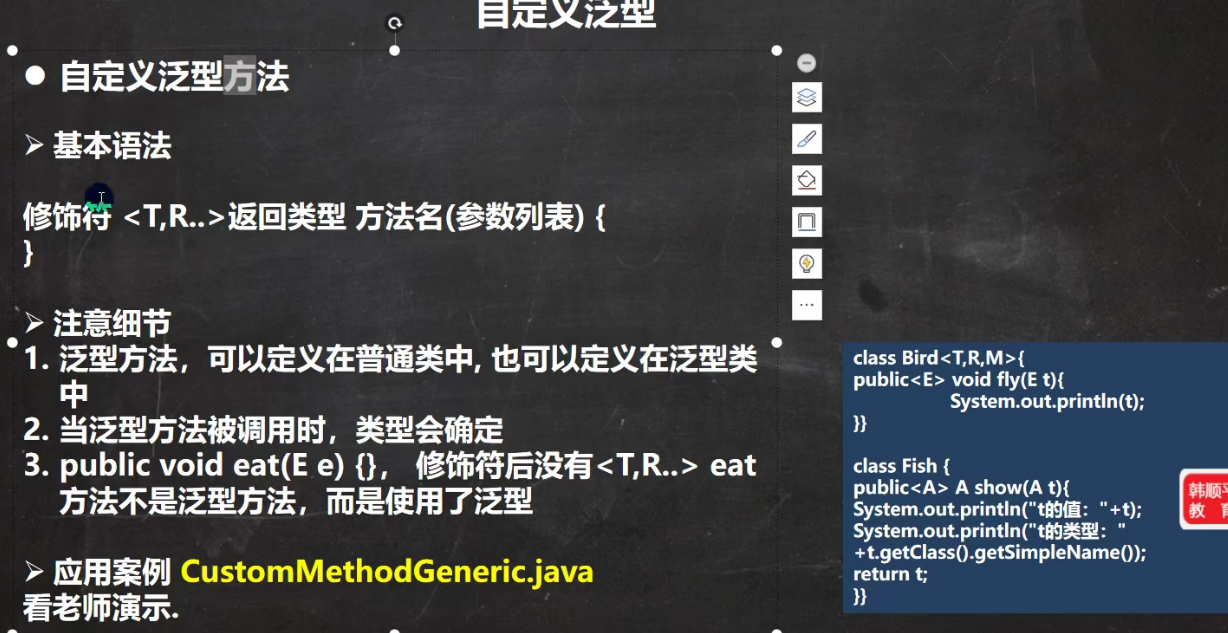 自定义泛型
● 自定义泛型方法
➢ 基本语法
修饰符 <T,R..>返回类型 方法名(参数列表) {
}
➢ 注意细节
1. 泛型方法，可以定义在普通类中, 也可以定义在泛型类
中
2. 当泛型方法被调用时，类型会确定
3. public void eat(E e) {}， 修饰符后没有<T,R..> eat
方法不是泛型方法，而是使用了泛型
➢ 应用案例 CustomMethodGeneric.java
看老师演示.
class Bird<T,R,M>{
public<E> void fly(E t){
System.out.println(t);
}}
class Fish {
public<A> A show(A t){
System.out.println("t的值："+t);
System.out.println("t的类型："
+t.getClass().getSimpleName());
return t;
}}
韩顺平
教 育